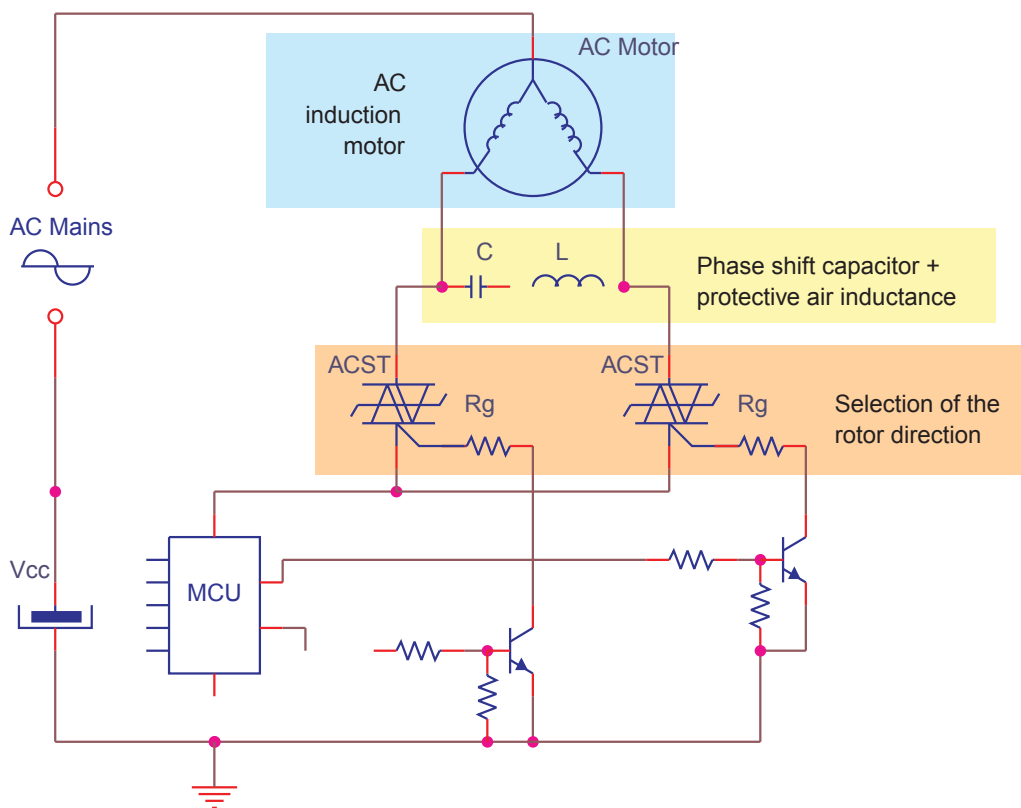 AC Motor
AC
induction
motor
AC Mains
C
L
Phase shift capacitor +
protective air inductance
ACST
ACST
Rg
Rg
Selection of the
rotor direction
Vcc
MCU